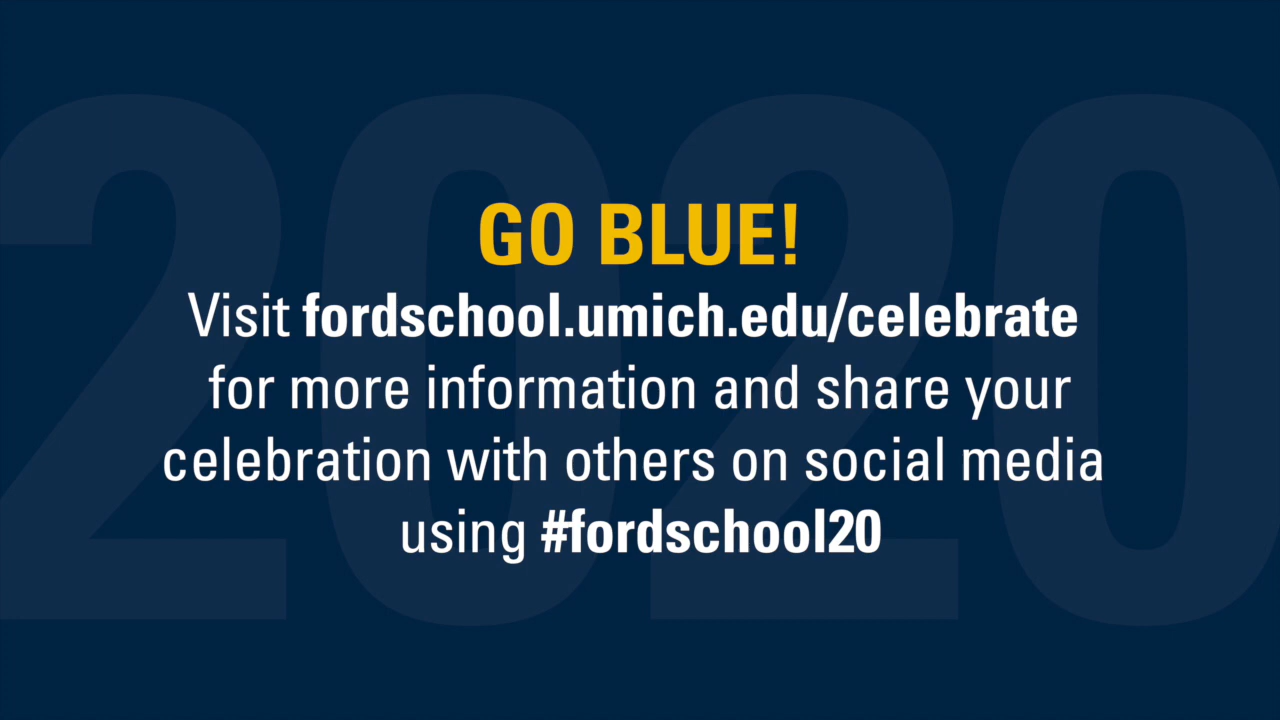 2020
GO BLUE!
Visit fordschool.umich.edu/celebrate
for more information and share your
celebration with others on social media
using #fordschool20